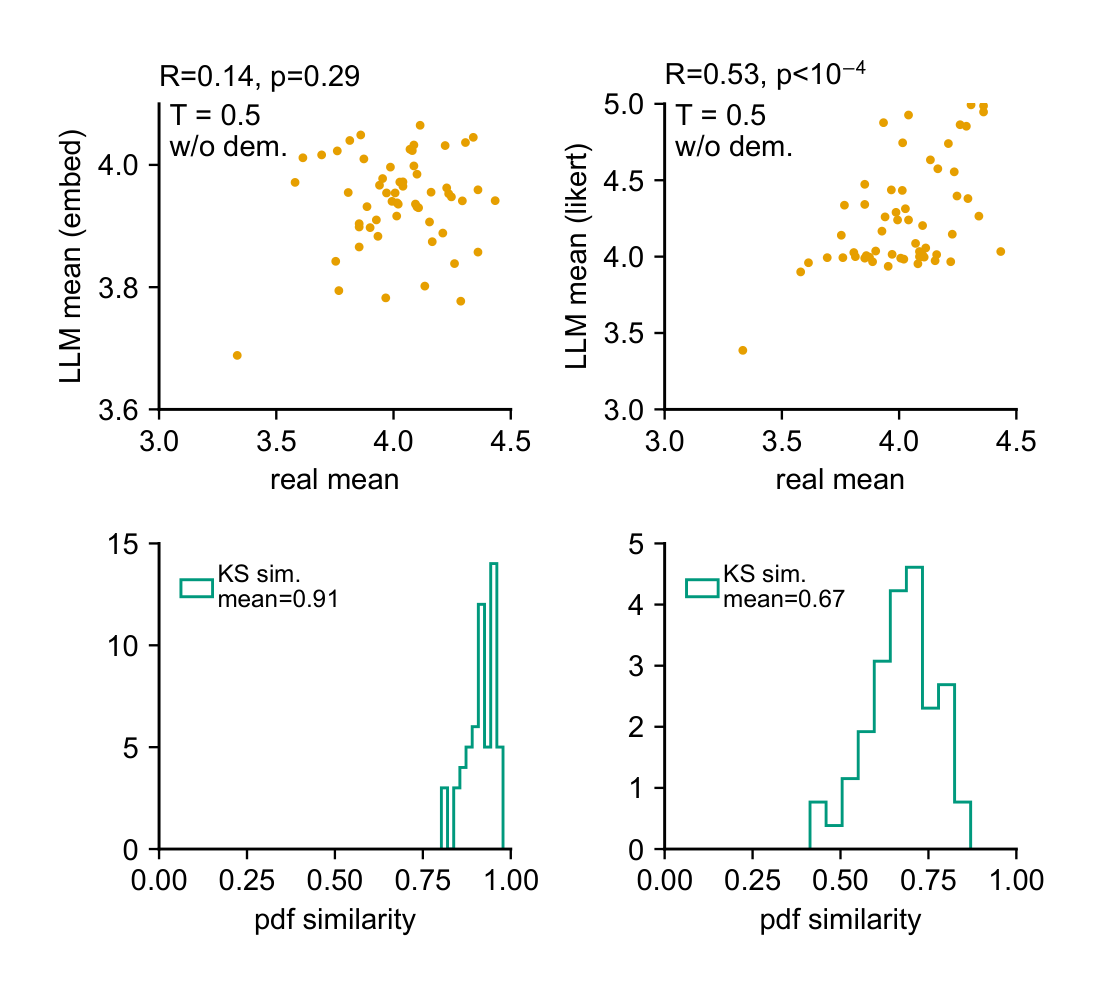 R=0.14, p=0.29
T = 0.5
w/o dem.
LLM mean (embed)
4.0
3.8
3.6
3.0 3.5 4.0 4.5
real mean
R=0.53, p<10⁻⁴
T = 0.5
w/o dem.
LLM mean (likert)
5.0
4.5
4.0
3.5
3.0
3.0 3.5 4.0 4.5
real mean
15
10
5
0
KS sim.
mean=0.91
0.00 0.25 0.50 0.75 1.00
pdf similarity
5
4
3
2
1
0
KS sim.
mean=0.67
0.00 0.25 0.50 0.75 1.00
pdf similarity